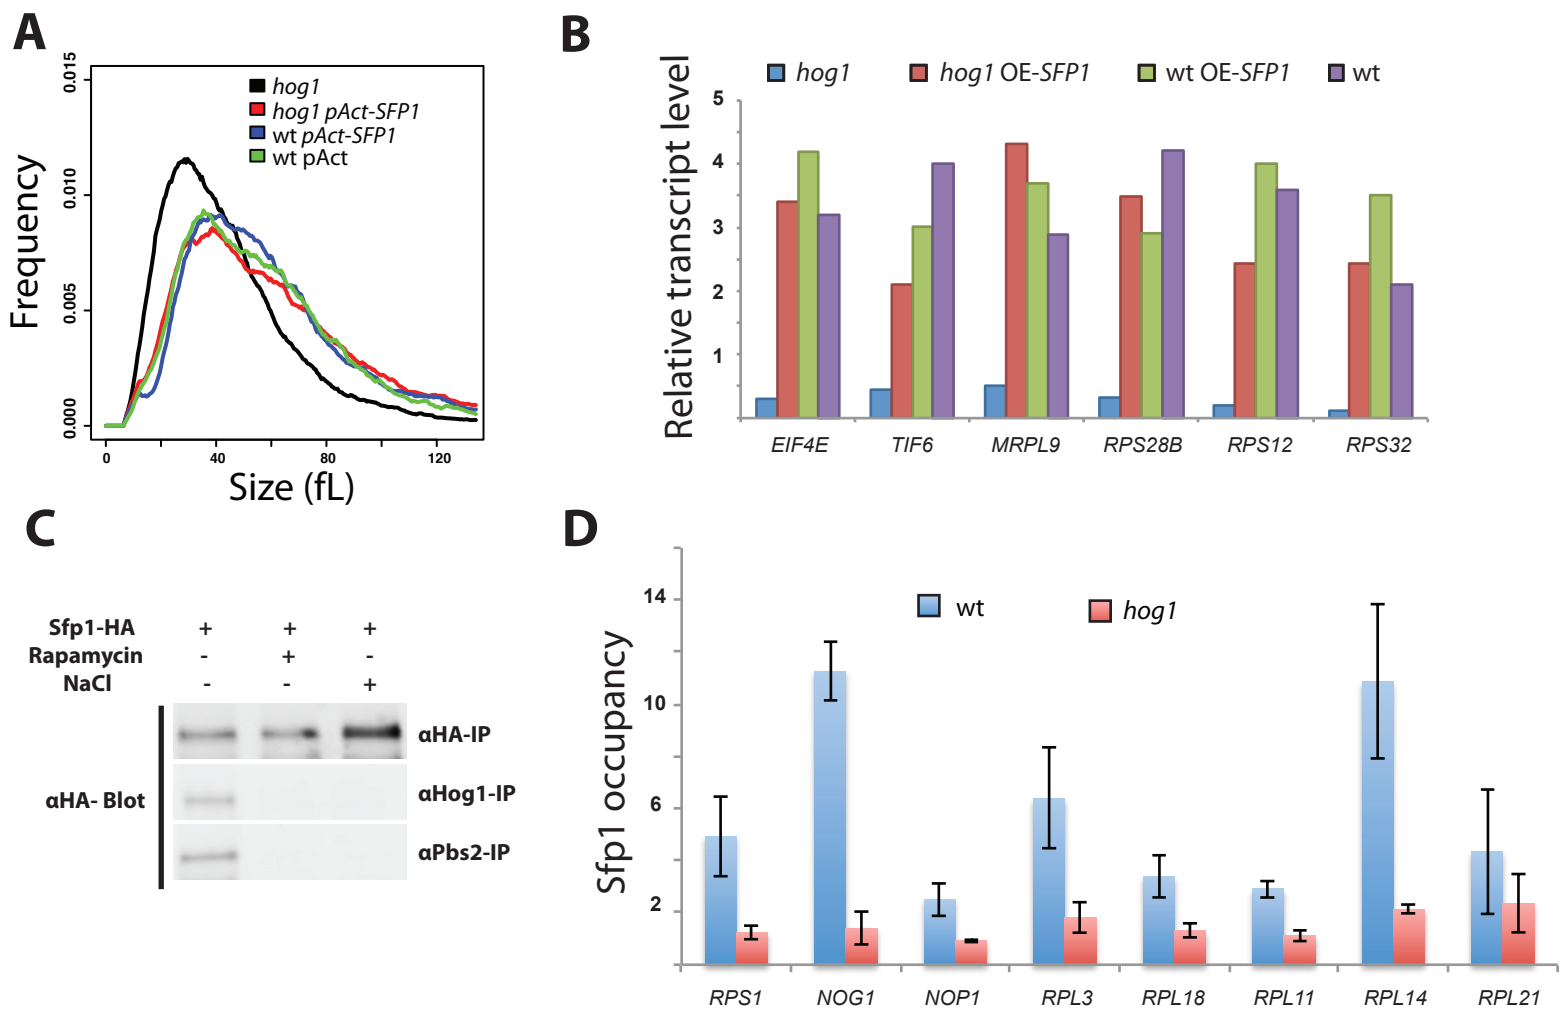 A
0.015
0.010
0.005
0.000
Frequency
hog1
hog1 pAct-SFP1
wt pAct-SFP1
wt pAct
0 40 80 120
Size (fL)
B
hog1 hog1 OE-SFP1 wt OE-SFP1 wt
Relative transcript level
5
4
3
2
1
EIF4E TIF6 MRPL9 RPS28B RPS12 RPS32
C
Sfp1-HA + + +
Rapamycin - + -
NaCl - - +
αHA- Blot
αHA-IP
αHog1-IP
αPbs2-IP
D
wt hog1
Sfp1 occupancy
14
10
6
2
RPS1 NOG1 NOP1 RPL3 RPL18 RPL11 RPL14 RPL21